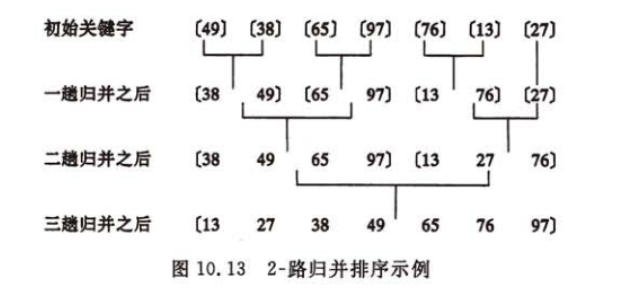 初始关键字 〔49〕 〔38〕 〔65〕 〔97〕 〔76〕 〔13〕 〔27〕
一趟归并之后 〔38 49〕 〔65 97〕 〔13 76〕 〔27〕
二趟归并之后 〔38 49 65 97〕 〔13 27 76〕
三趟归并之后 〔13 27 38 49 65 76 97〕
图 10.13 2-路归并排序示例